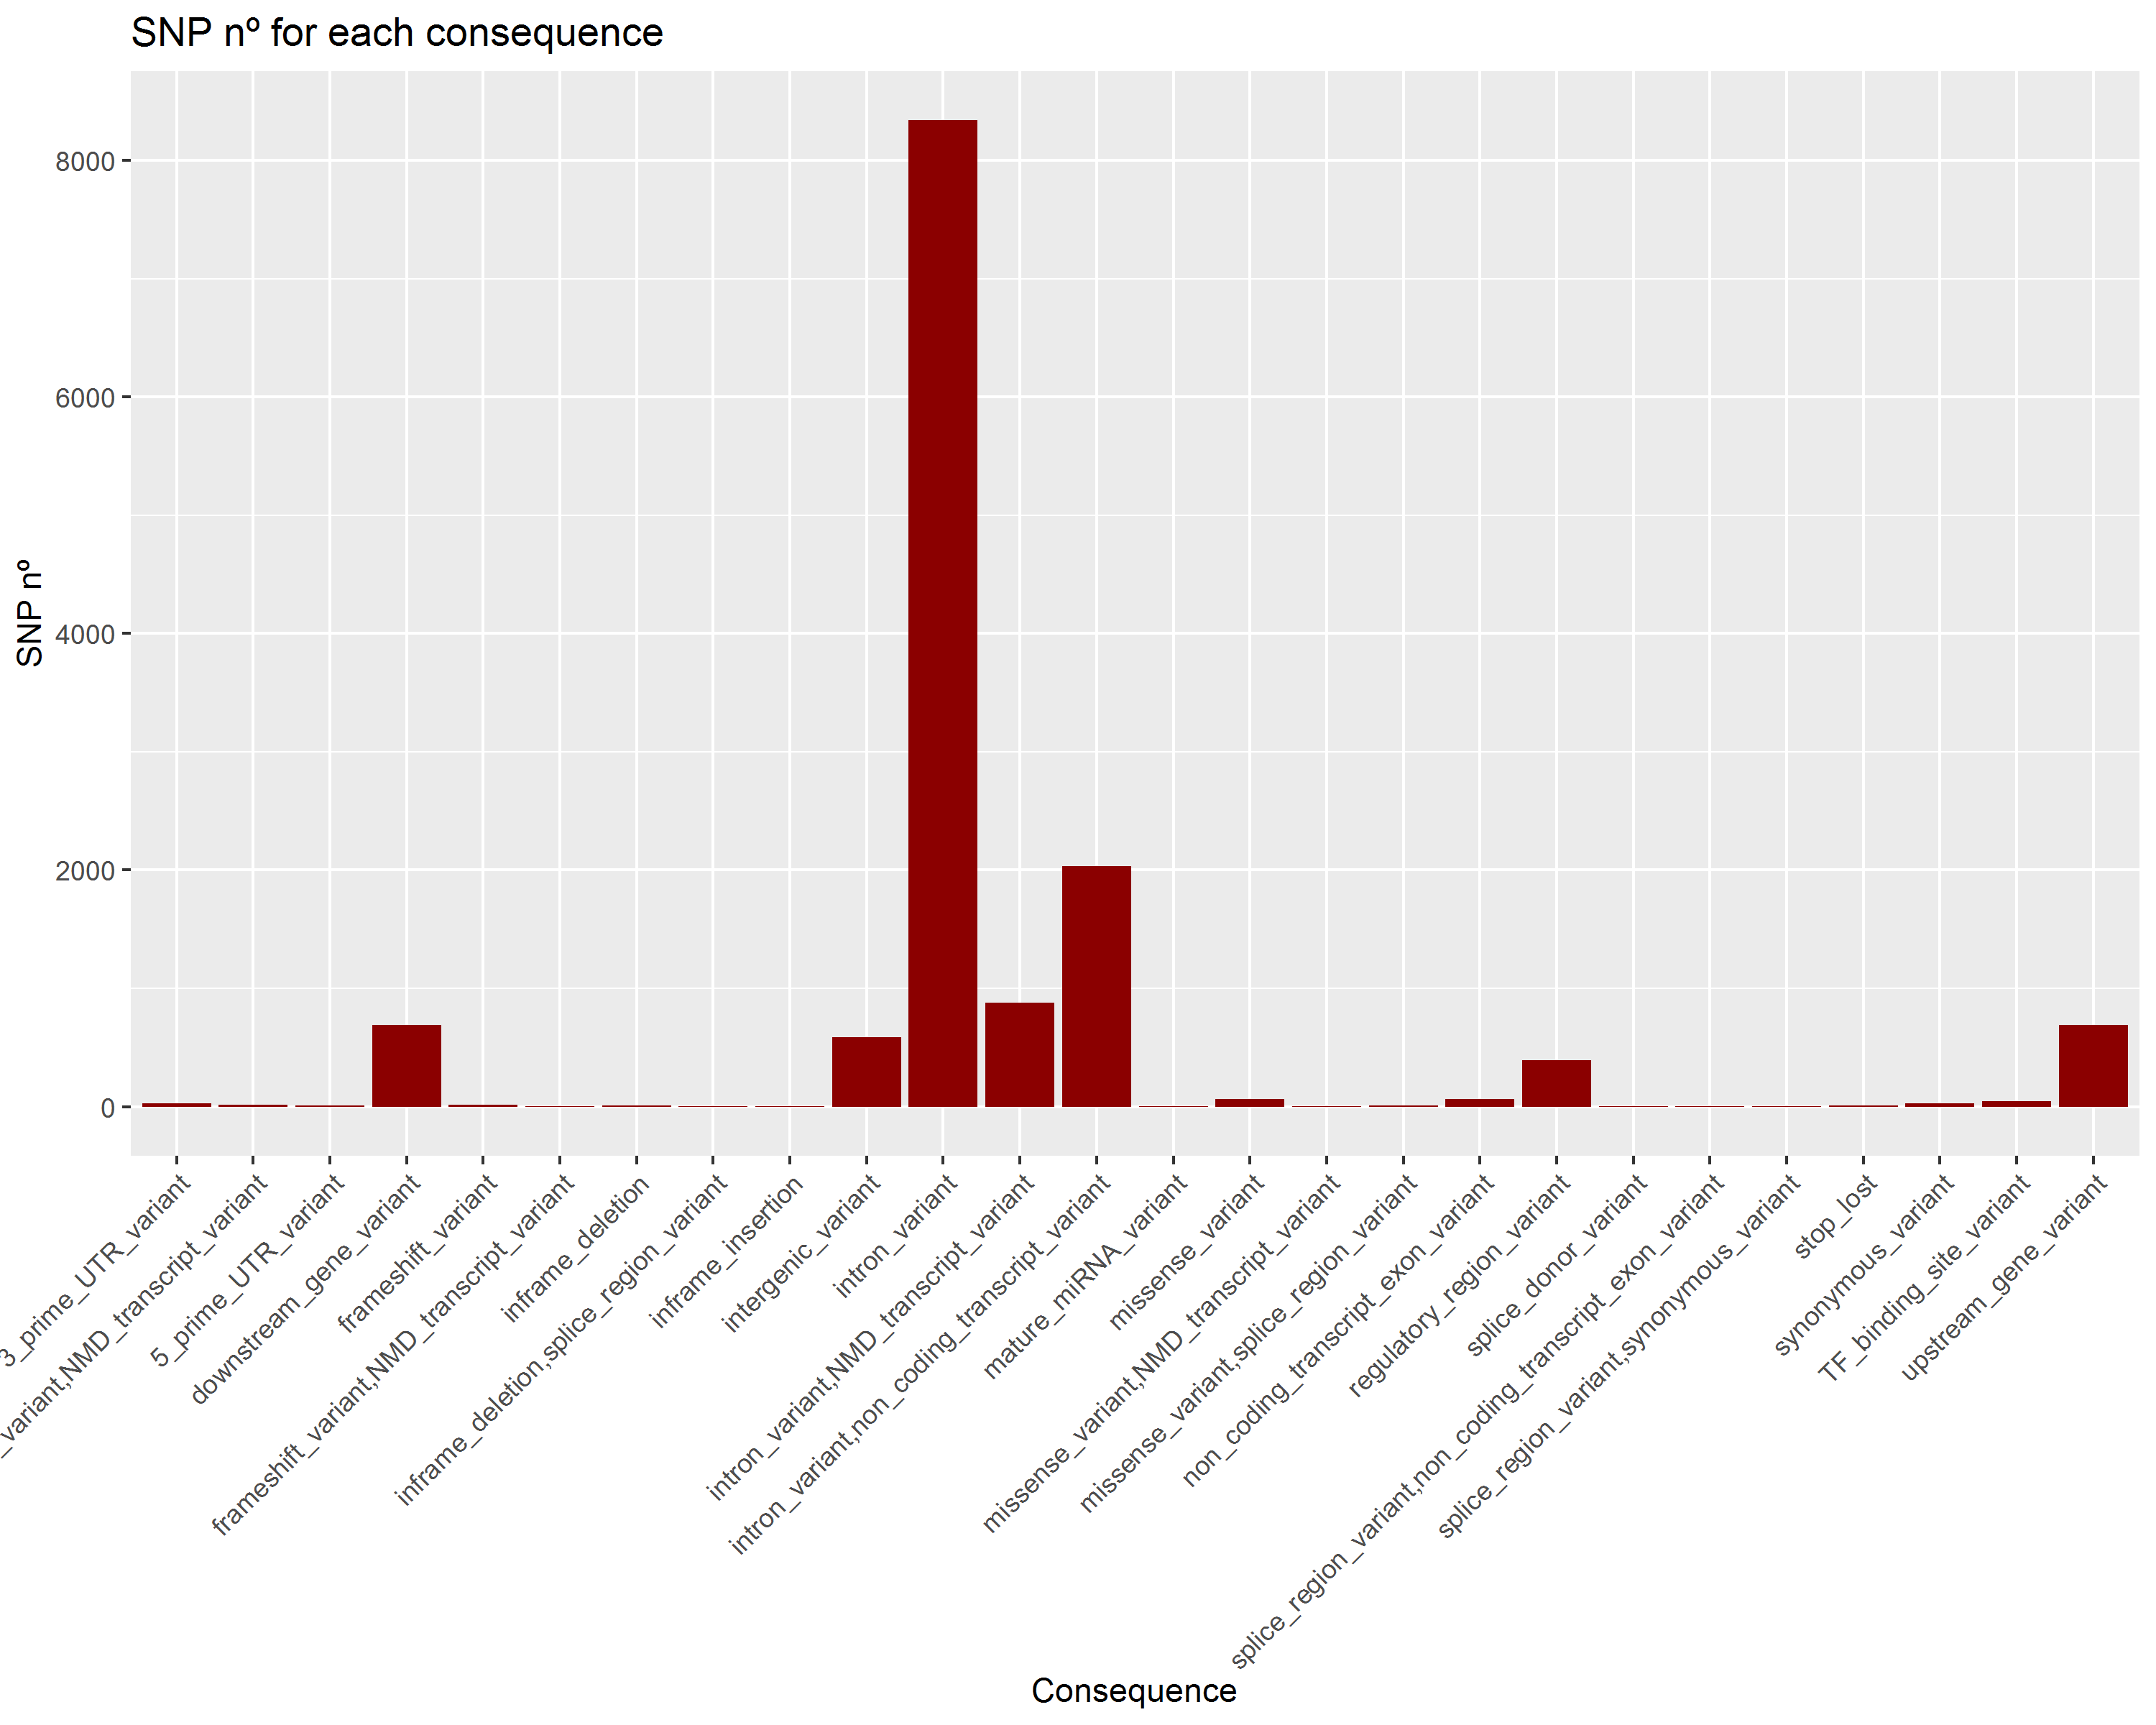 SNP nº for each consequence
SNP nº
8000
6000
4000
2000
0
3_prime_UTR_variant
_variant,NMD_transcript_variant
5_prime_UTR_variant
downstream_gene_variant
frameshift_variant
frameshift_variant,NMD_transcript_variant
inframe_deletion
inframe_deletion,splice_region_variant
inframe_insertion
intergenic_variant
intron_variant
intron_variant,NMD_transcript_variant
intron_variant,non_coding_transcript_variant
mature_miRNA_variant
missense_variant
missense_variant,NMD_transcript_variant
missense_variant,splice_region_variant
non_coding_transcript_exon_variant
regulatory_region_variant
splice_donor_variant
splice_region_variant,non_coding_transcript_exon_variant
splice_region_variant,synonymous_variant
stop_lost
synonymous_variant
TF_binding_site_variant
upstream_gene_variant
Consequence